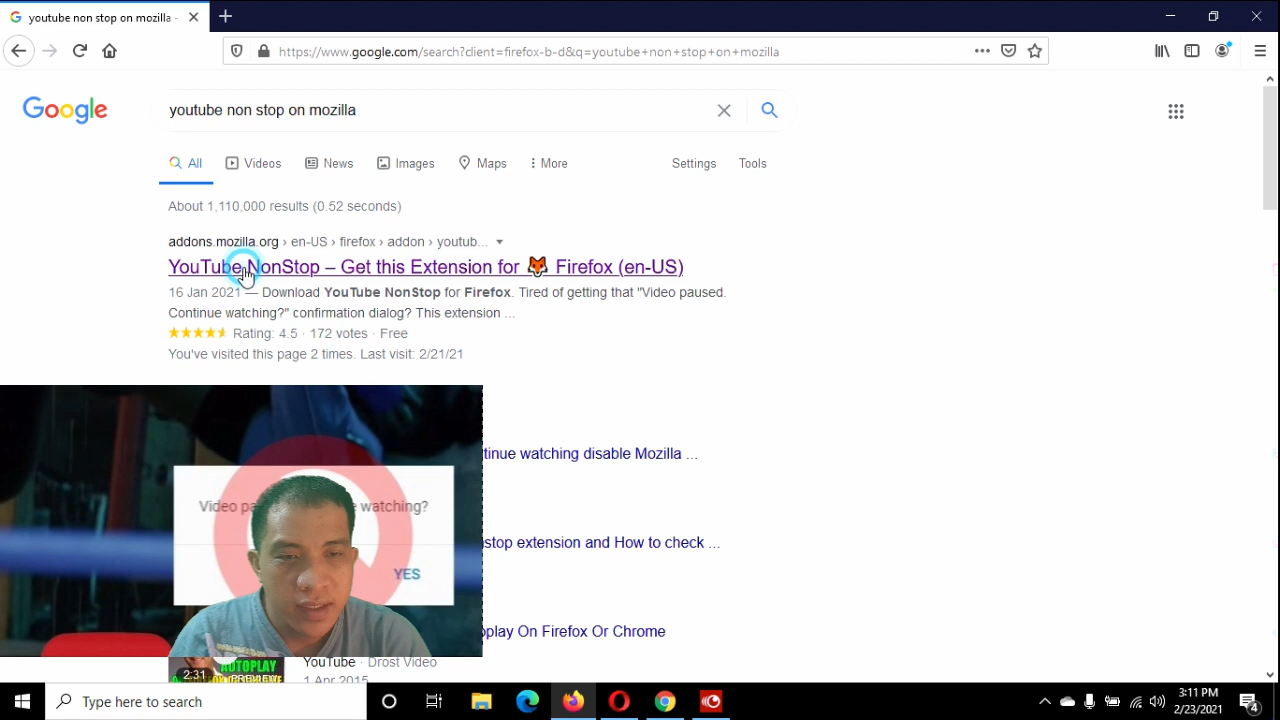 youtube non stop on mozilla -
https://www.google.com/search?client=firefox-b-d&q=youtube+non+stop+on+mozilla
Google
youtube non stop on mozilla
All
Videos
News
Images
Maps
More
Settings
Tools
About 1,110,000 results (0.52 seconds)
addons.mozilla.org › en-US › firefox › addon › youtub...
YouTube NonStop – Get this Extension for 🦊 Firefox (en-US)
16 Jan 2021 — Download YouTube NonStop for Firefox. Tired of getting that "Video paused.
Continue watching?" confirmation dialog? This extension ...
Rating: 4.5 · 172 votes · Free
You've visited this page 2 times. Last visit: 2/21/21
tinue watching disable Mozilla ...
Video watching?
stop extension and How to check ...
YES
play On Firefox Or Chrome
2:31
AUTOPLAY
PREVIEW
YouTube · Drost Video
1 Apr 2015
Type here to search
3:11 PM
2/23/2021
4